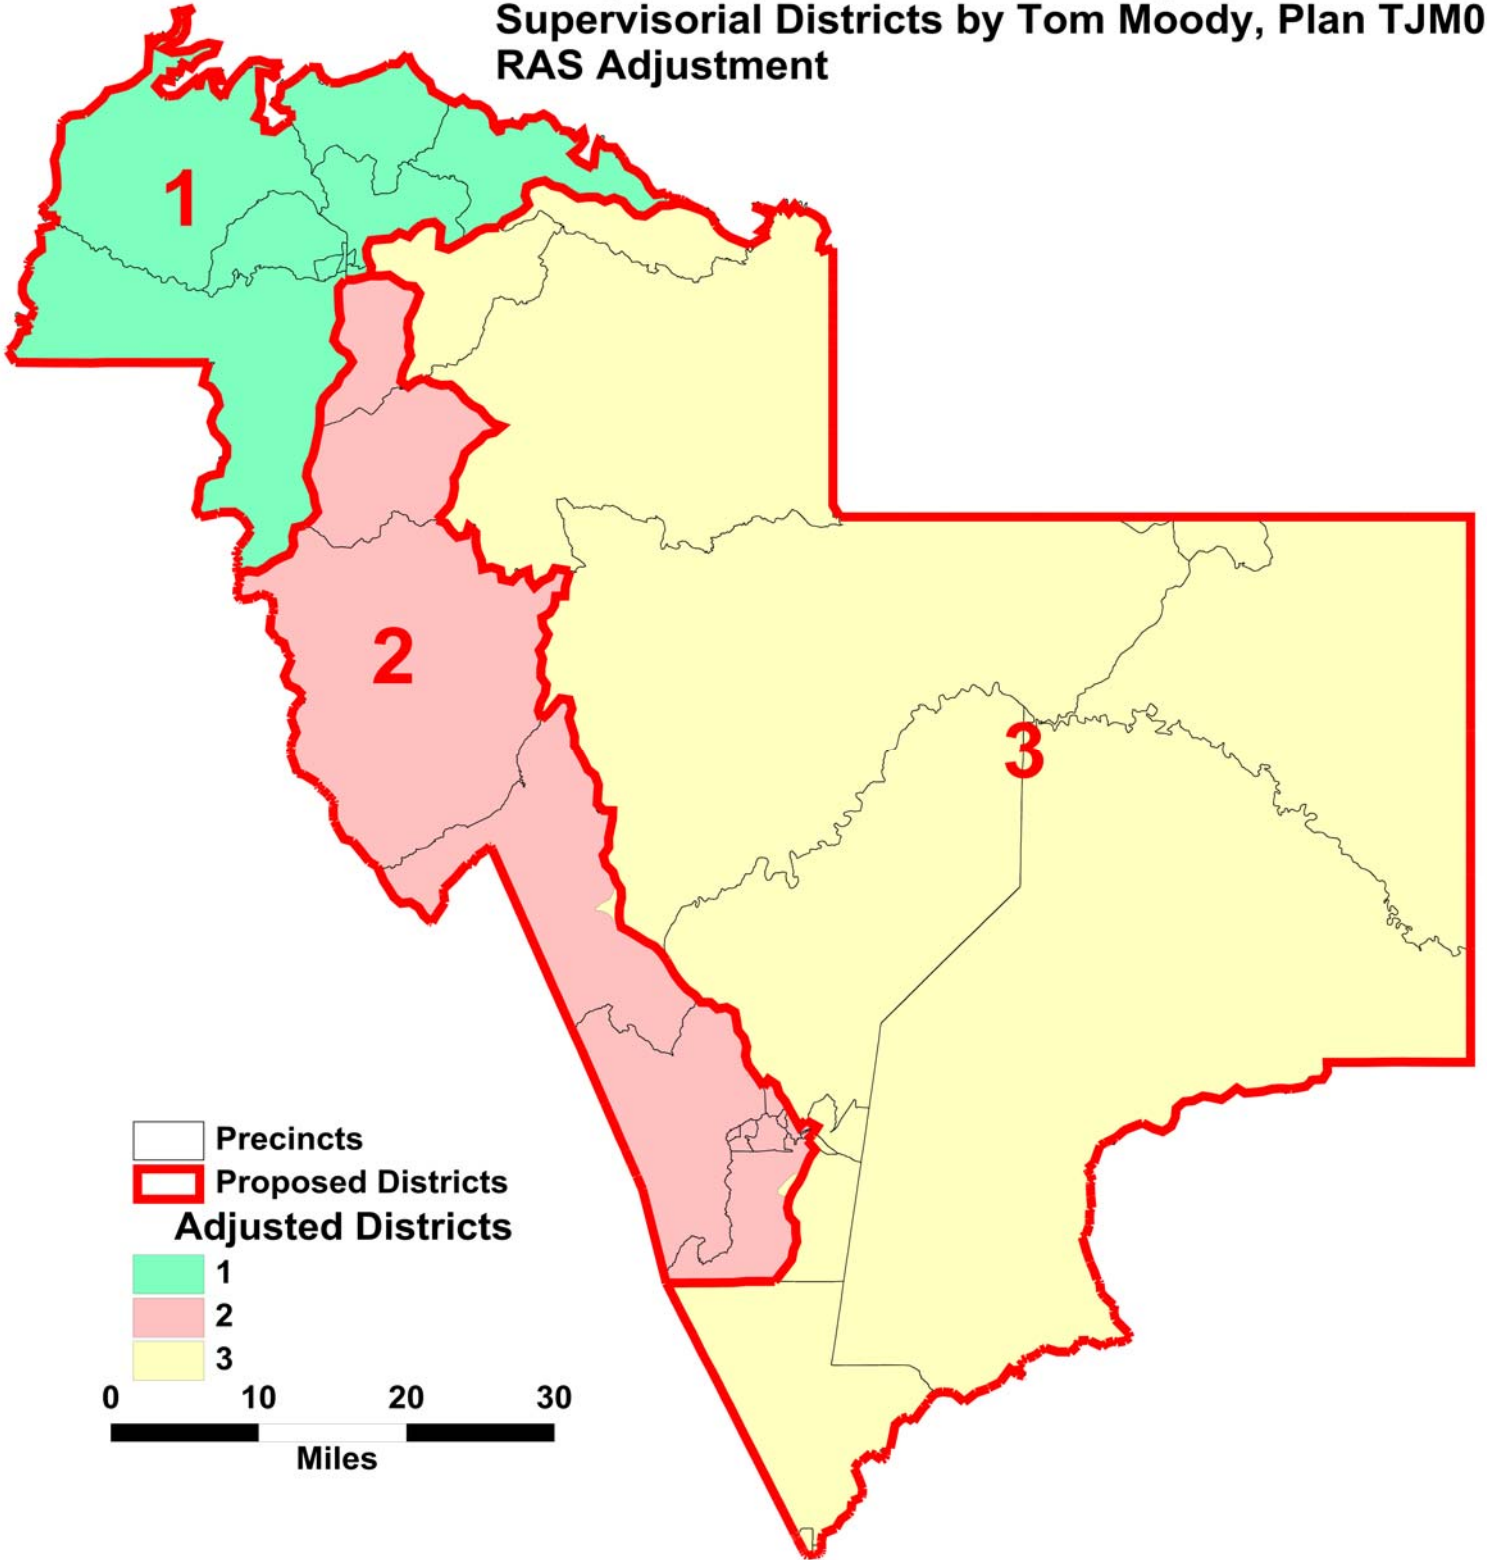 Supervisorial Districts by Tom Moody, Plan TJM0
RAS Adjustment
1
2
3
Precincts
Proposed Districts
Adjusted Districts
1
2
3
0 10 20 30
Miles